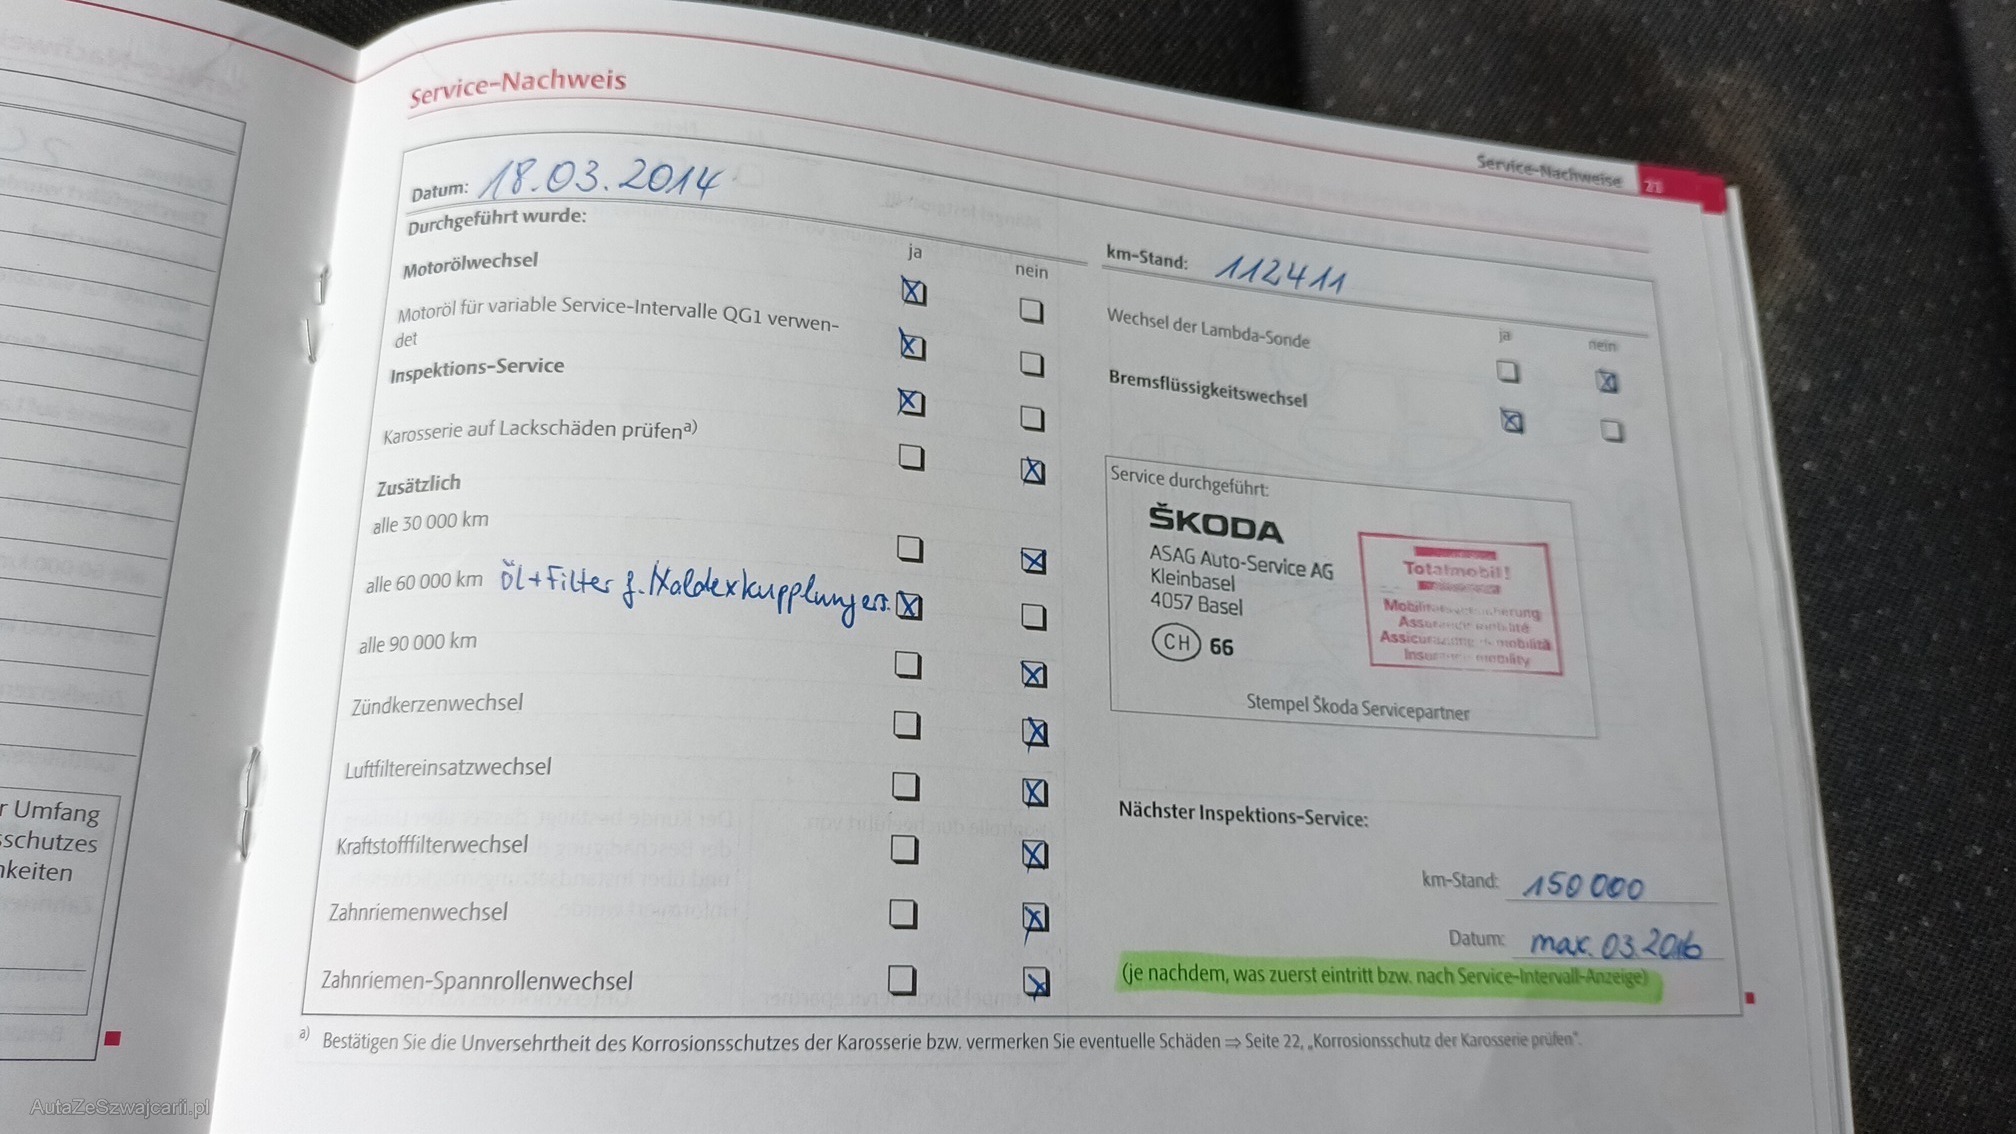 Service-Nachweis
Service-Nachweise 21
Datum: 18.03.2014
Durchgeführt wurde:
ja nein
Motorölwechsel
Motoröl für variable Service-Intervalle QG1 verwen-
det
Inspektions-Service
Karosserie auf Lackschäden prüfen a)
Zusätzlich
alle 30 000 km
alle 60 000 km Öl + Filter f. Haldexkupplung ers.
alle 90 000 km
Zündkerzenwechsel
Luftfiltereinsatzwechsel
Kraftstofffilterwechsel
Zahnriemenwechsel
Zahnriemen-Spannrollenwechsel
km-Stand: 112411
ja nein
Wechsel der Lambda-Sonde
Bremsflüssigkeitswechsel
Service durchgeführt:
ŠKODA
ASAG Auto-Service AG
Kleinbasel
4057 Basel
CH 66
Totalmobil!
mobilità
mobility
Stempel Škoda Servicepartner
Nächster Inspektions-Service:
km-Stand: 150 000
Datum: max. 03.2016
(je nachdem, was zuerst eintritt bzw. nach Service-Intervall-Anzeige)
a) Bestätigen Sie die Unversehrtheit des Korrosionsschutzes der Karosserie bzw. vermerken Sie eventuelle Schäden ⇒ Seite 22, „Korrosionsschutz der Karosserie prüfen“.
r Umfang
schutzes
keiten
AutaZeSzwajcarii.pl